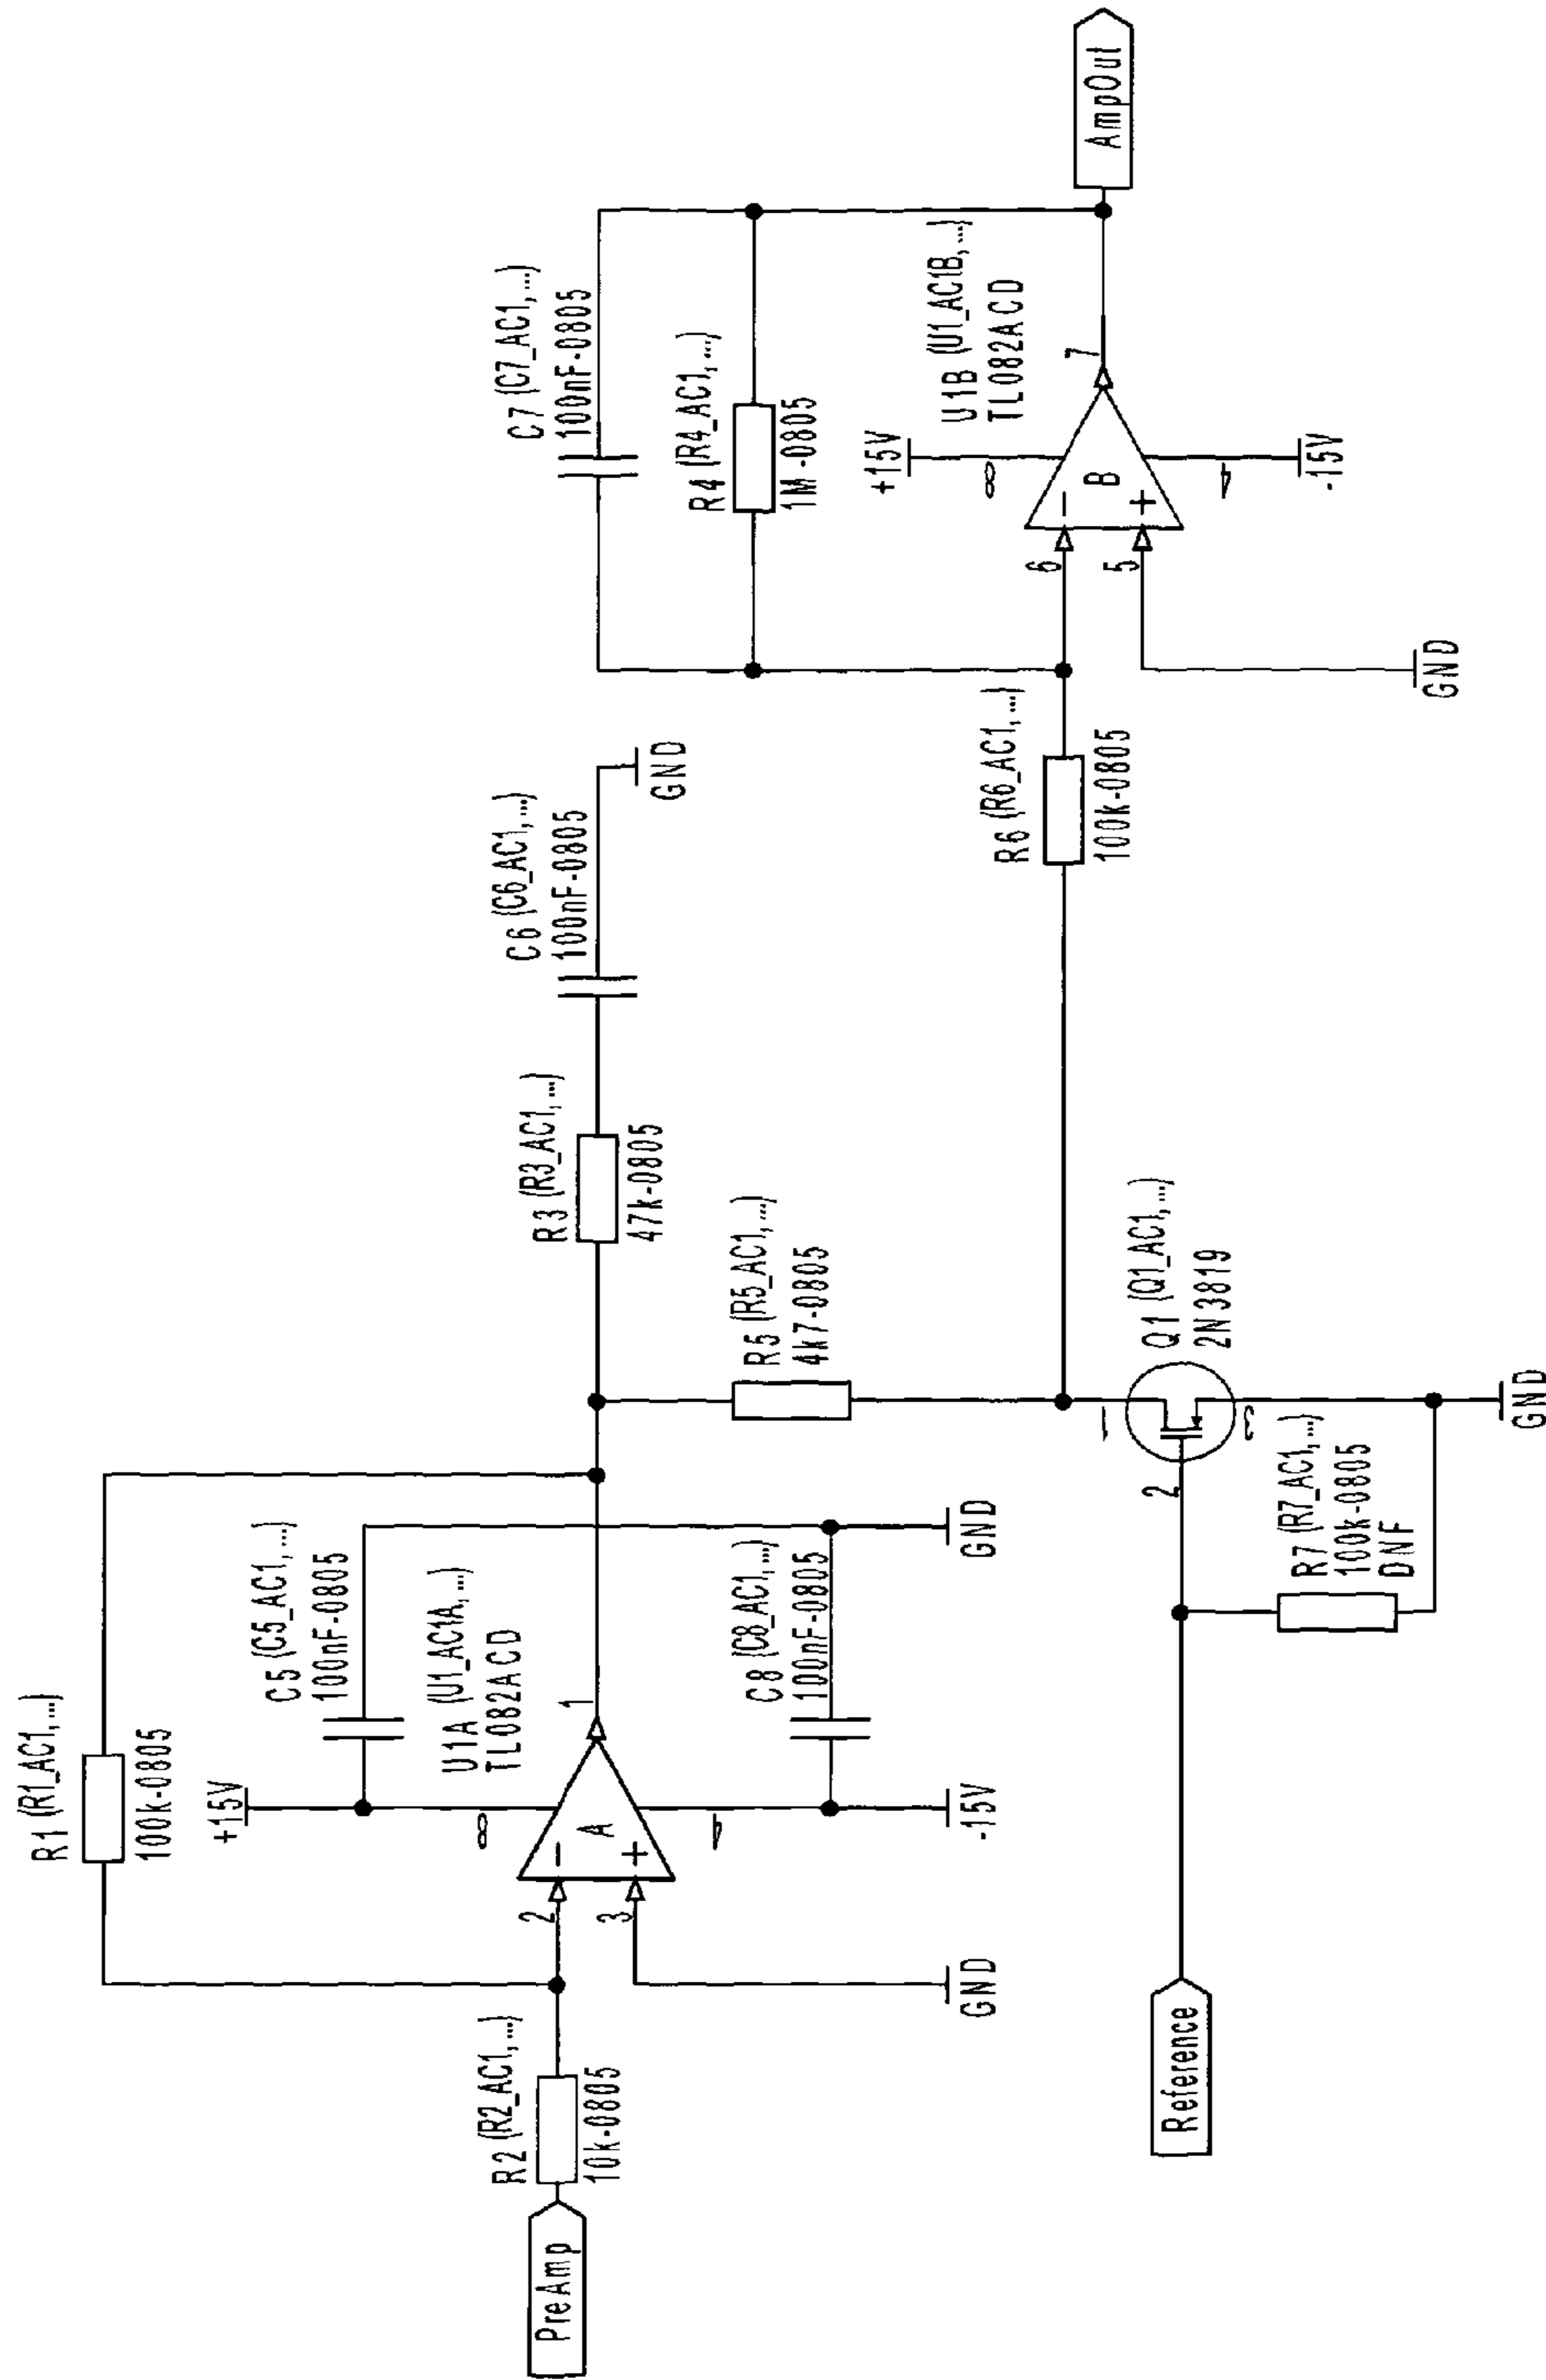 R1 (R1_AC1,...)
100k-0805
+15V
C5 (C5_AC1,...)
100nF-0805
8
U1A (U1_AC1A,...)
TL082ACD
PreAmp
R2 (R2_AC1,...)
10k-0805
2
3
A
1
4
-15V
C8 (C8_AC1,...)
100nF-0805
GND
GND
R3 (R3_AC1,...)
47k-0805
C6 (C6_AC1,...)
100nF-0805
GND
R5 (R5_AC1,...)
4k7-0805
C7 (C7_AC1,...)
100nF-0805
R4 (R4_AC1,...)
1M-0805
+15V
8
U1B (U1_AC1B,...)
TL082ACD
R6 (R6_AC1,...)
100k-0805
6
5
B
7
AmpOut
4
-15V
GND
Reference
2
1
3
Q1 (Q1_AC1,...)
2N3819
R7 (R7_AC1,...)
100k-0805
DNF
GND